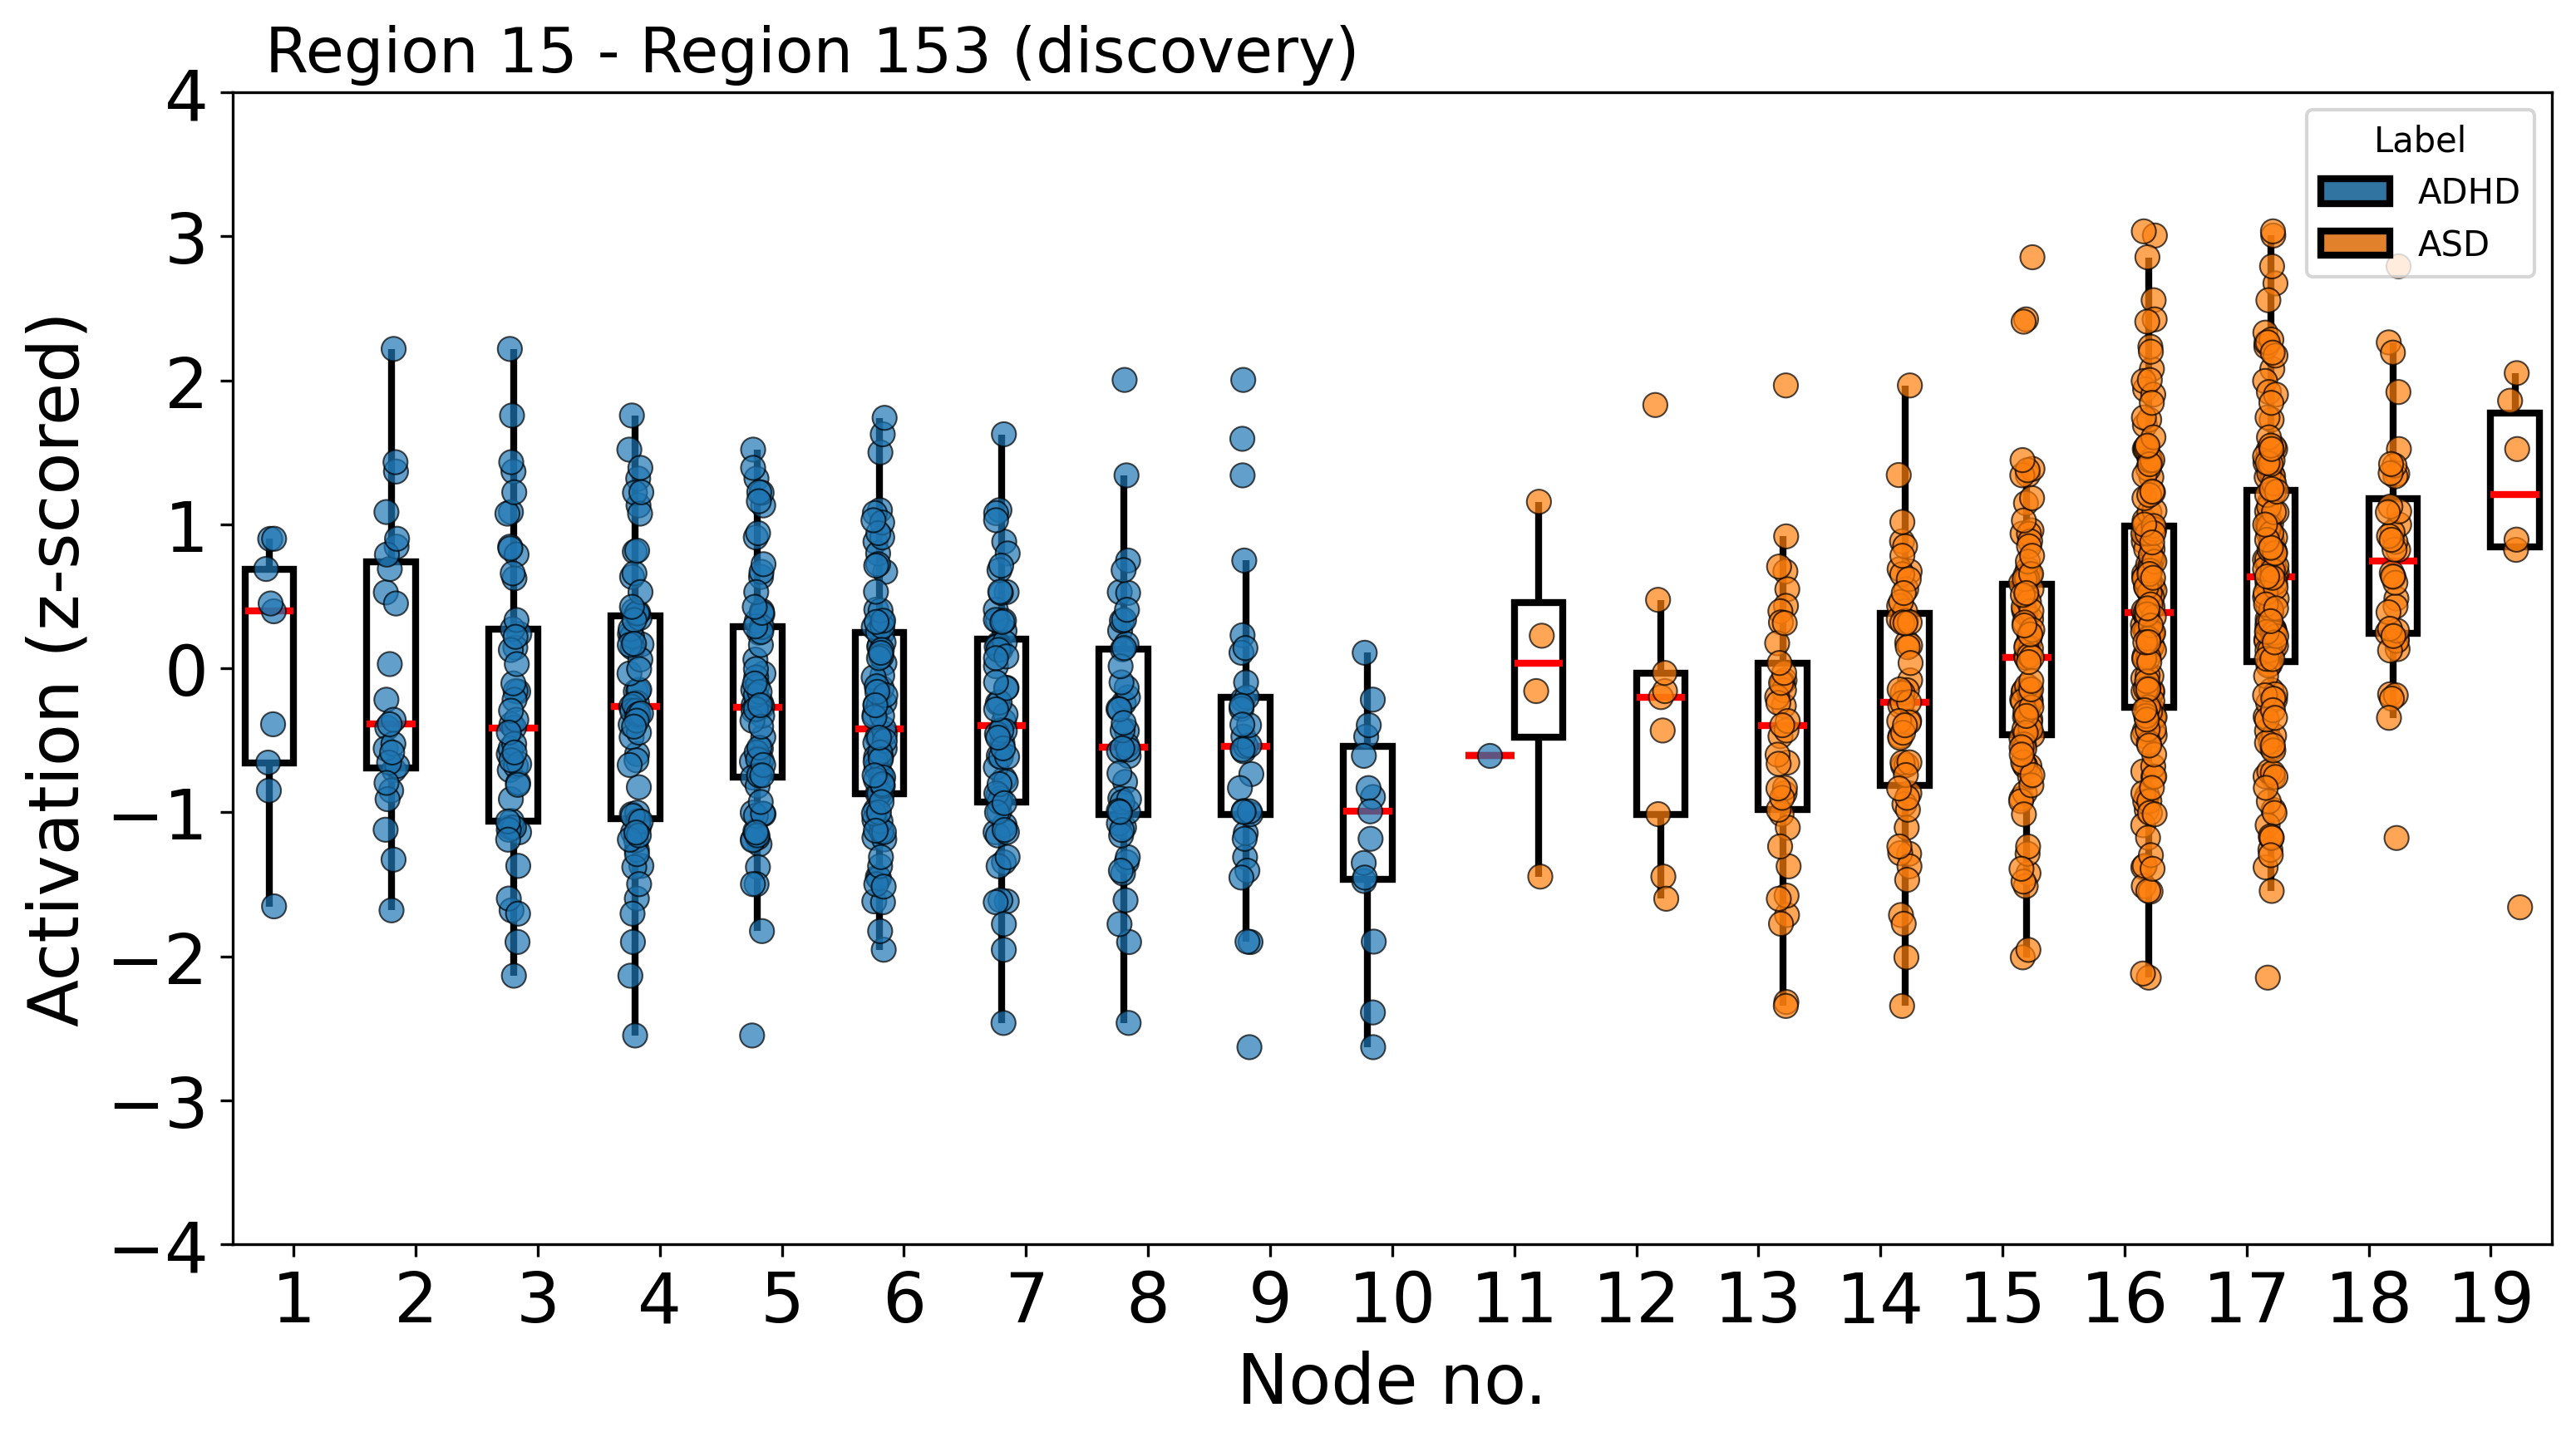 Region 15 - Region 153 (discovery)
Activation (z-scored)
4
3
2
1
0
−1
−2
−3
−4
Label
ADHD
ASD
1 2 3 4 5 6 7 8 9 10 11 12 13 14 15 16 17 18 19
Node no.